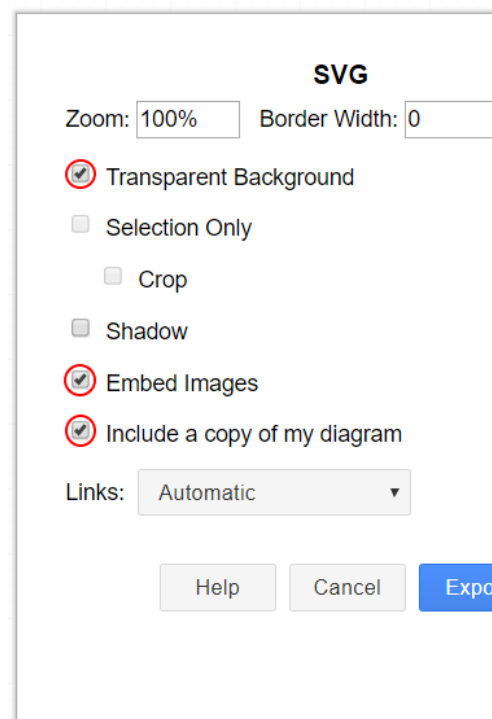 SVG
Zoom: 100% Border Width: 0
Transparent Background
Selection Only
Crop
Shadow
Embed Images
Include a copy of my diagram
Links: Automatic
Help Cancel Expo